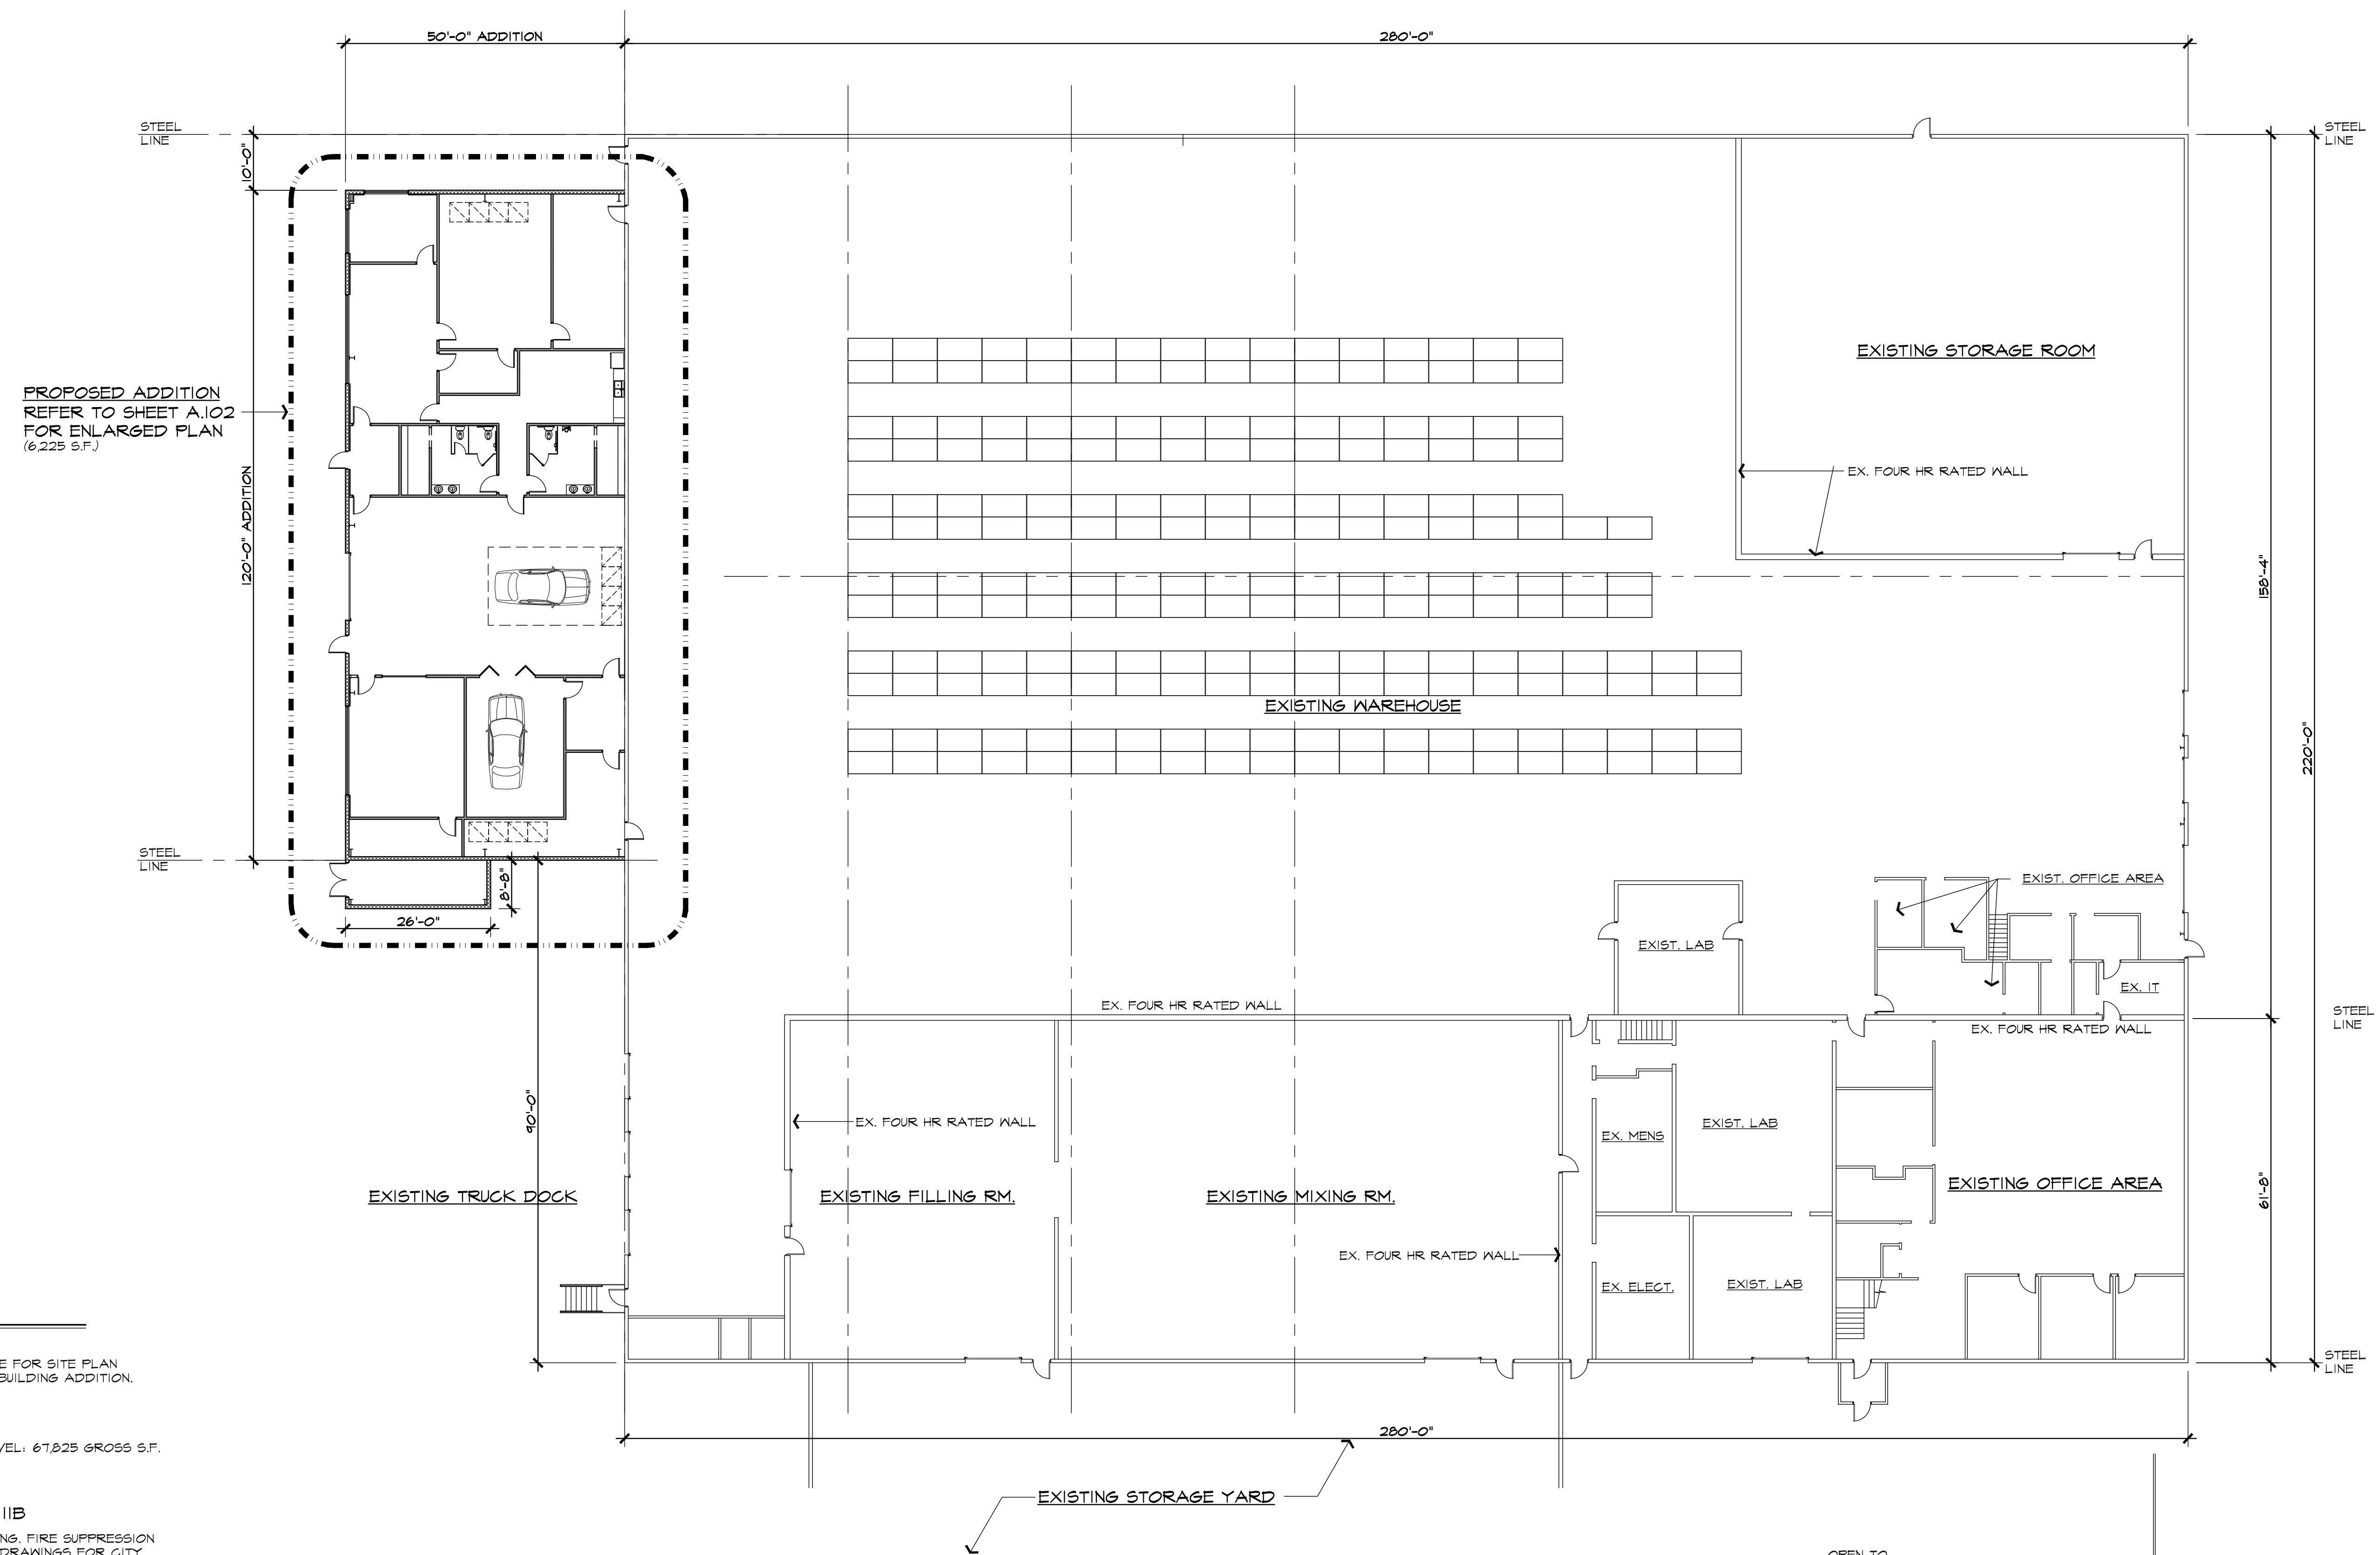 50'-0" ADDITION
280'-0"
STEEL
LINE
STEEL
LINE
10'-0"
EXISTING STORAGE ROOM
PROPOSED ADDITION
REFER TO SHEET A.102
FOR ENLARGED PLAN
(6,225 S.F.)
EX. FOUR HR RATED WALL
120'-0" ADDITION
158'-4"
EXISTING WAREHOUSE
220'-0"
STEEL
LINE
8'-8"
26'-0"
EXIST. OFFICE AREA
EXIST. LAB
EX. IT
EX. FOUR HR RATED WALL
EX. FOUR HR RATED WALL
STEEL
LINE
90'-0"
EX. FOUR HR RATED WALL
EX. MENS
EXIST. LAB
EXISTING TRUCK DOCK
EXISTING FILLING RM.
EXISTING MIXING RM.
EXISTING OFFICE AREA
61'-8"
EX. FOUR HR RATED WALL
EX. ELECT.
EXIST. LAB
STEEL
LINE
E FOR SITE PLAN
BUILDING ADDITION.
280'-0"
VEL: 67,825 GROSS S.F.
EXISTING STORAGE YARD
IIB
NG. FIRE SUPPRESSION
DRAWINGS FOR CITY
OPEN TO